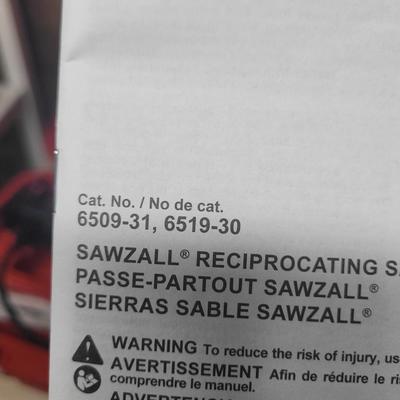 Cat. No. / No de cat.
6509-31, 6519-30
SAWZALL® RECIPROCATING
PASSE-PARTOUT SAWZALL®
SIERRAS SABLE SAWZALL®
WARNING To reduce the risk of injury,
AVERTISSEMENT Afin de réduire le
comprendre le manuel.